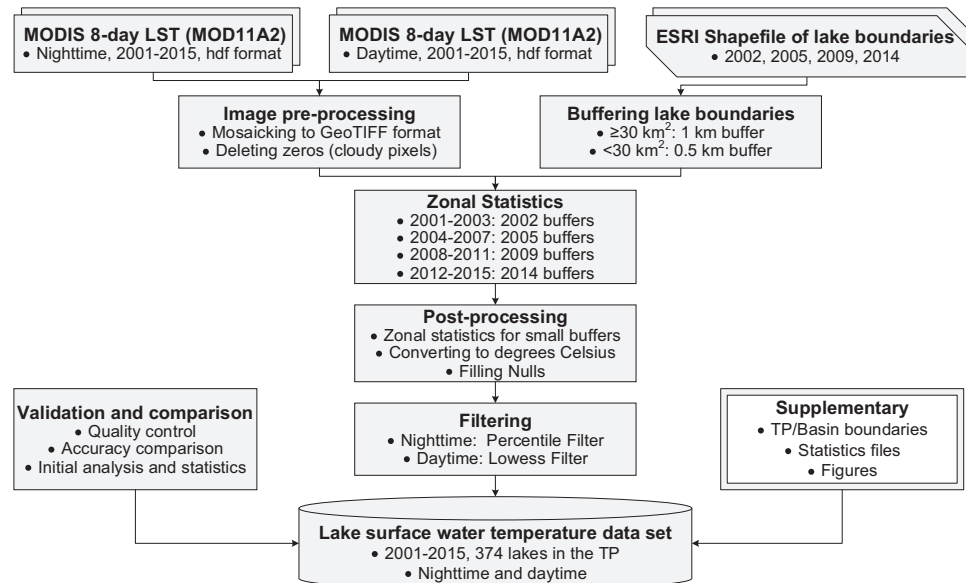 MODIS 8-day LST (MOD11A2)
• Nighttime, 2001-2015, hdf format
MODIS 8-day LST (MOD11A2)
• Daytime, 2001-2015, hdf format
ESRI Shapefile of lake boundaries
• 2002, 2005, 2009, 2014
Image pre-processing
• Mosaicking to GeoTIFF format
• Deleting zeros (cloudy pixels)
Buffering lake boundaries
• ≥30 km²: 1 km buffer
• <30 km²: 0.5 km buffer
Zonal Statistics
• 2001-2003: 2002 buffers
• 2004-2007: 2005 buffers
• 2008-2011: 2009 buffers
• 2012-2015: 2014 buffers
Post-processing
• Zonal statistics for small buffers
• Converting to degrees Celsius
• Filling Nulls
Validation and comparison
• Quality control
• Accuracy comparison
• Initial analysis and statistics
Filtering
• Nighttime: Percentile Filter
• Daytime: Lowess Filter
Supplementary
• TP/Basin boundaries
• Statistics files
• Figures
Lake surface water temperature data set
• 2001-2015, 374 lakes in the TP
• Nighttime and daytime